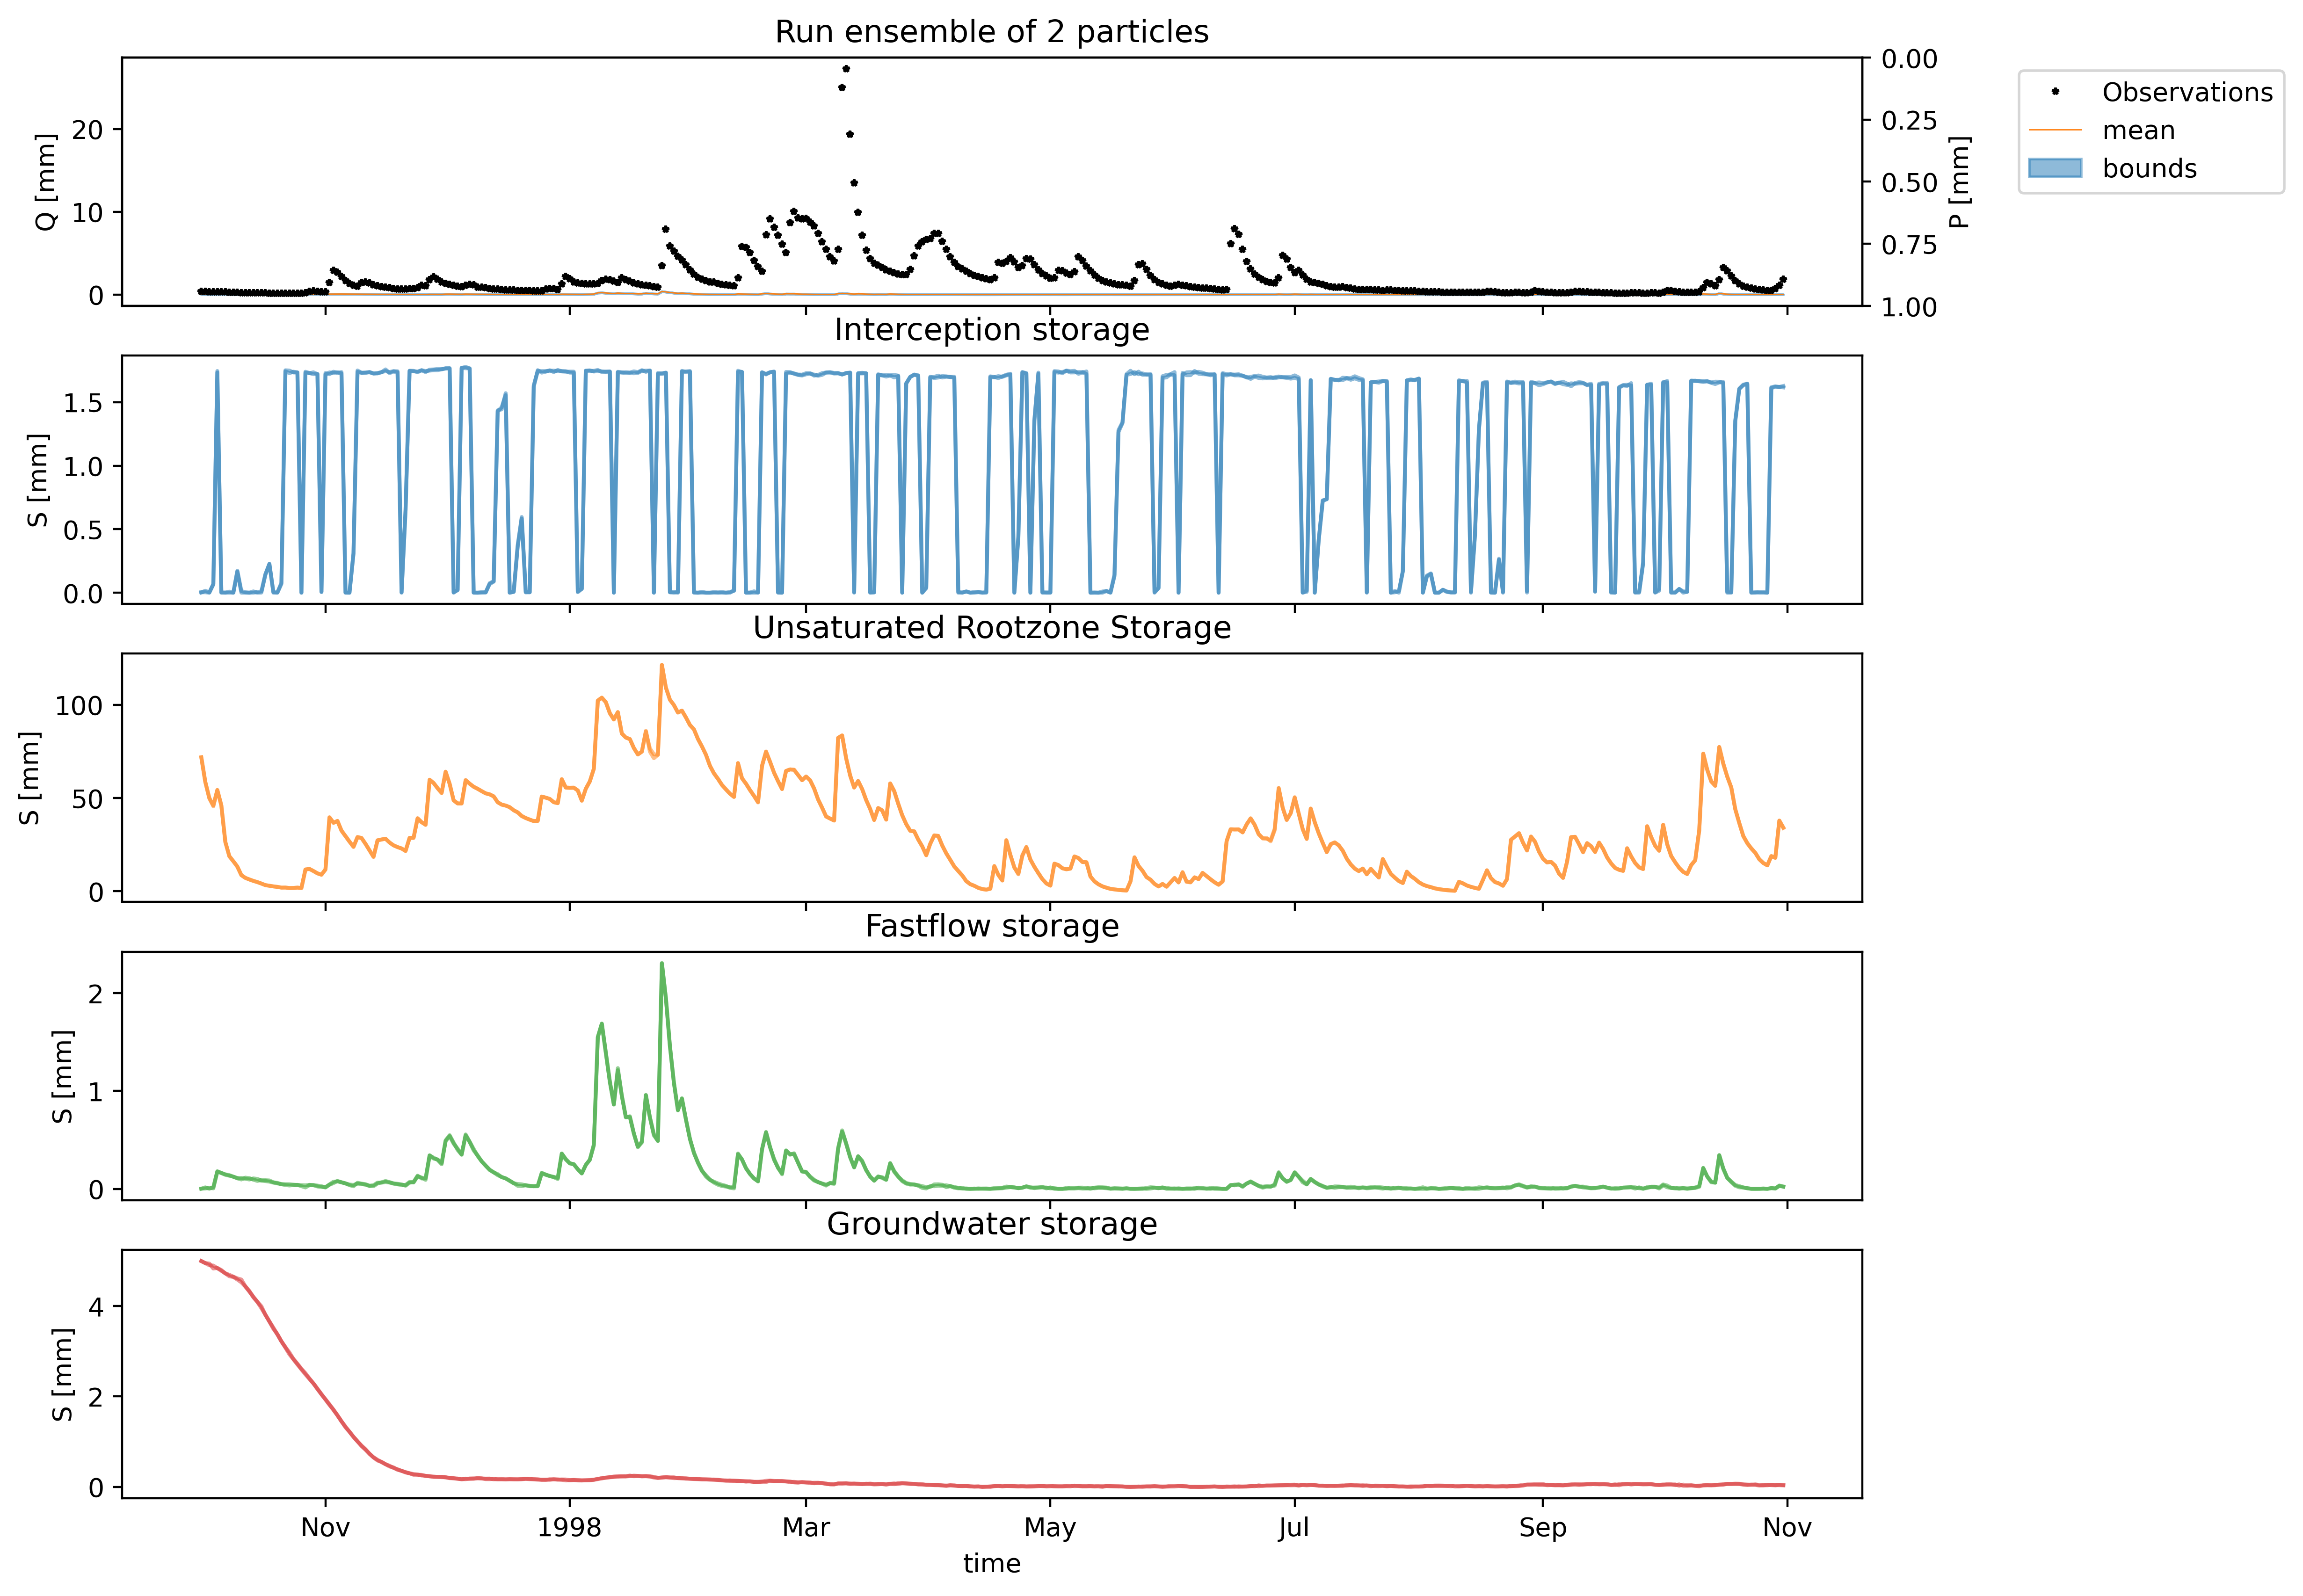 Run ensemble of 2 particles
Q [mm]
20
10
0
0.00
0.25
0.50
0.75
1.00
P [mm]
Observations
mean
bounds
Interception storage
S [mm]
1.5
1.0
0.5
0.0
Unsaturated Rootzone Storage
S [mm]
100
50
0
Fastflow storage
S [mm]
2
1
0
Groundwater storage
S [mm]
4
2
0
Nov 1998 Mar May Jul Sep Nov
time